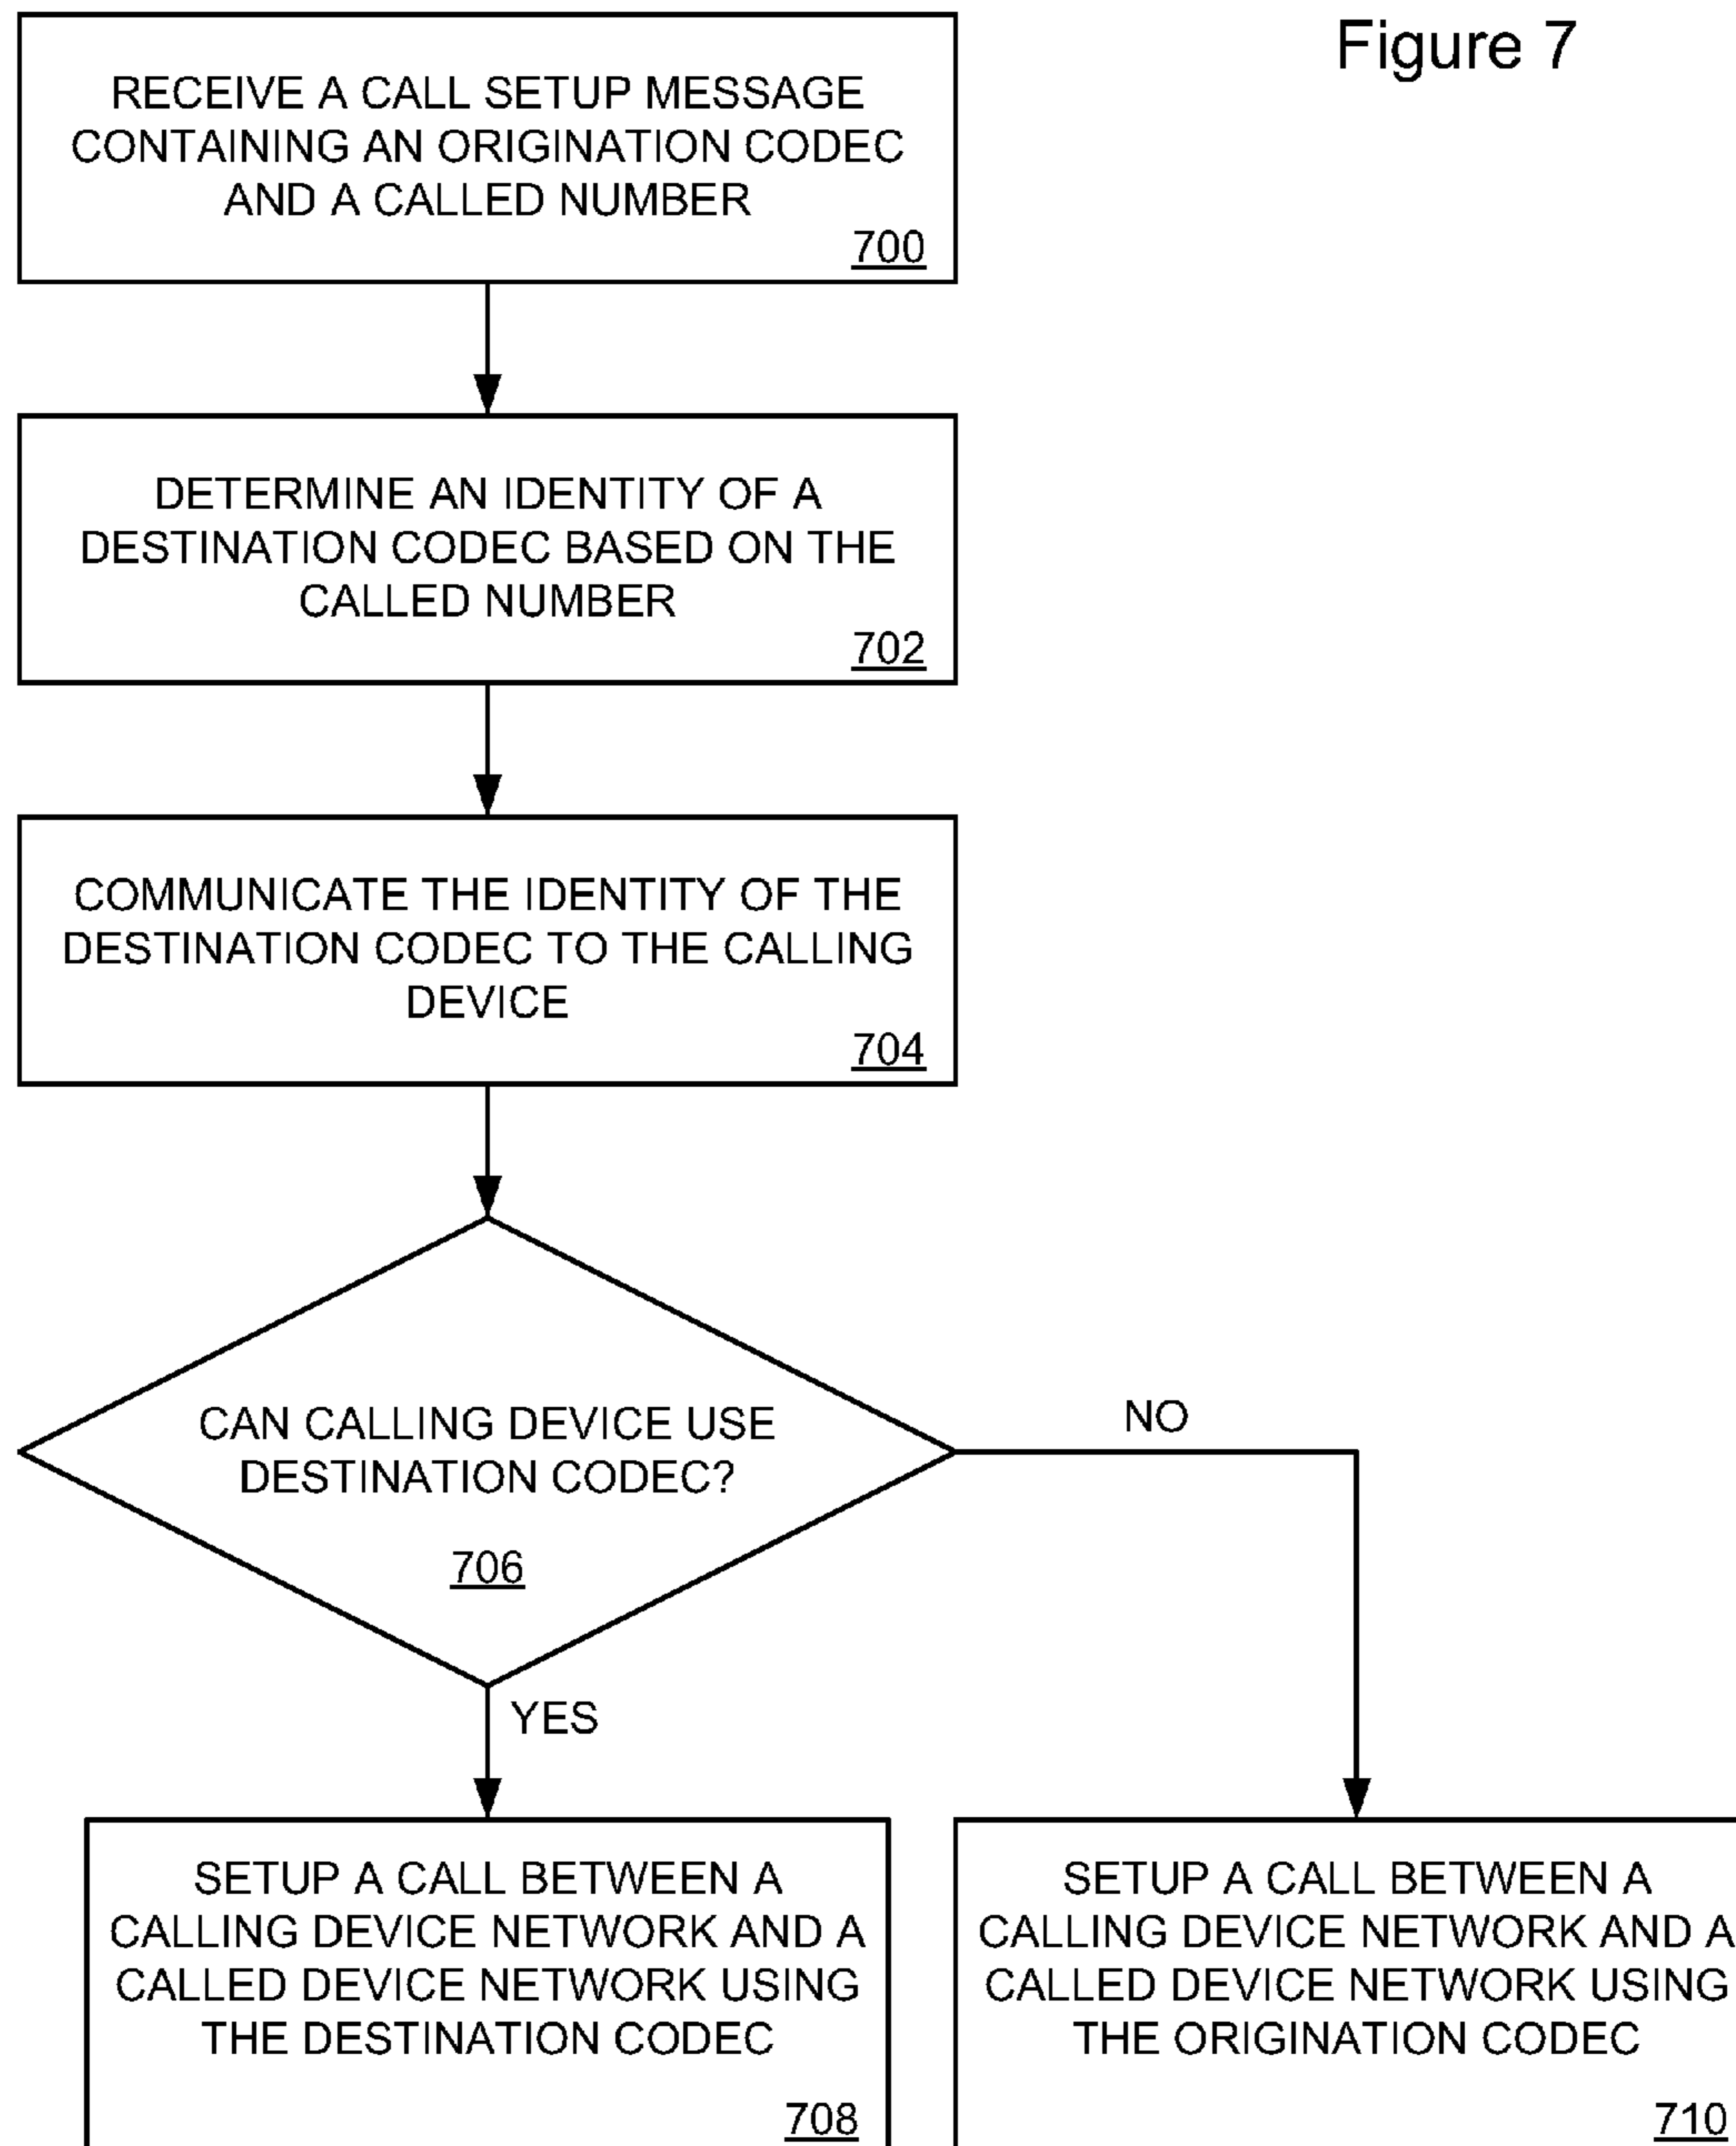 Figure 7
RECEIVE A CALL SETUP MESSAGE
CONTAINING AN ORIGINATION CODEC
AND A CALLED NUMBER
700
DETERMINE AN IDENTITY OF A
DESTINATION CODEC BASED ON THE
CALLED NUMBER
702
COMMUNICATE THE IDENTITY OF THE
DESTINATION CODEC TO THE CALLING
DEVICE
704
CAN CALLING DEVICE USE
DESTINATION CODEC?
706
NO
YES
SETUP A CALL BETWEEN A
CALLING DEVICE NETWORK AND A
CALLED DEVICE NETWORK USING
THE DESTINATION CODEC
708
SETUP A CALL BETWEEN A
CALLING DEVICE NETWORK AND A
CALLED DEVICE NETWORK USING
THE ORIGINATION CODEC
710